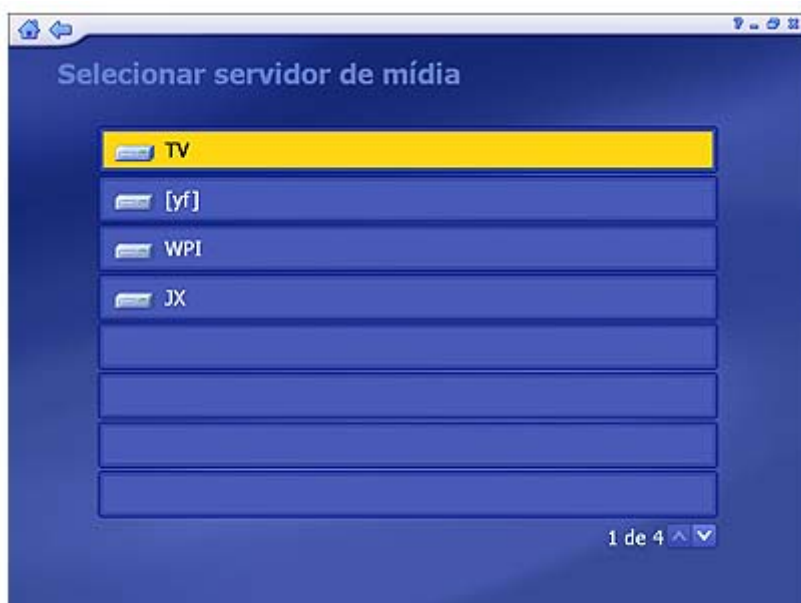 Selecionar servidor de mídia
TV
[yf]
WPI
JX
1 de 4